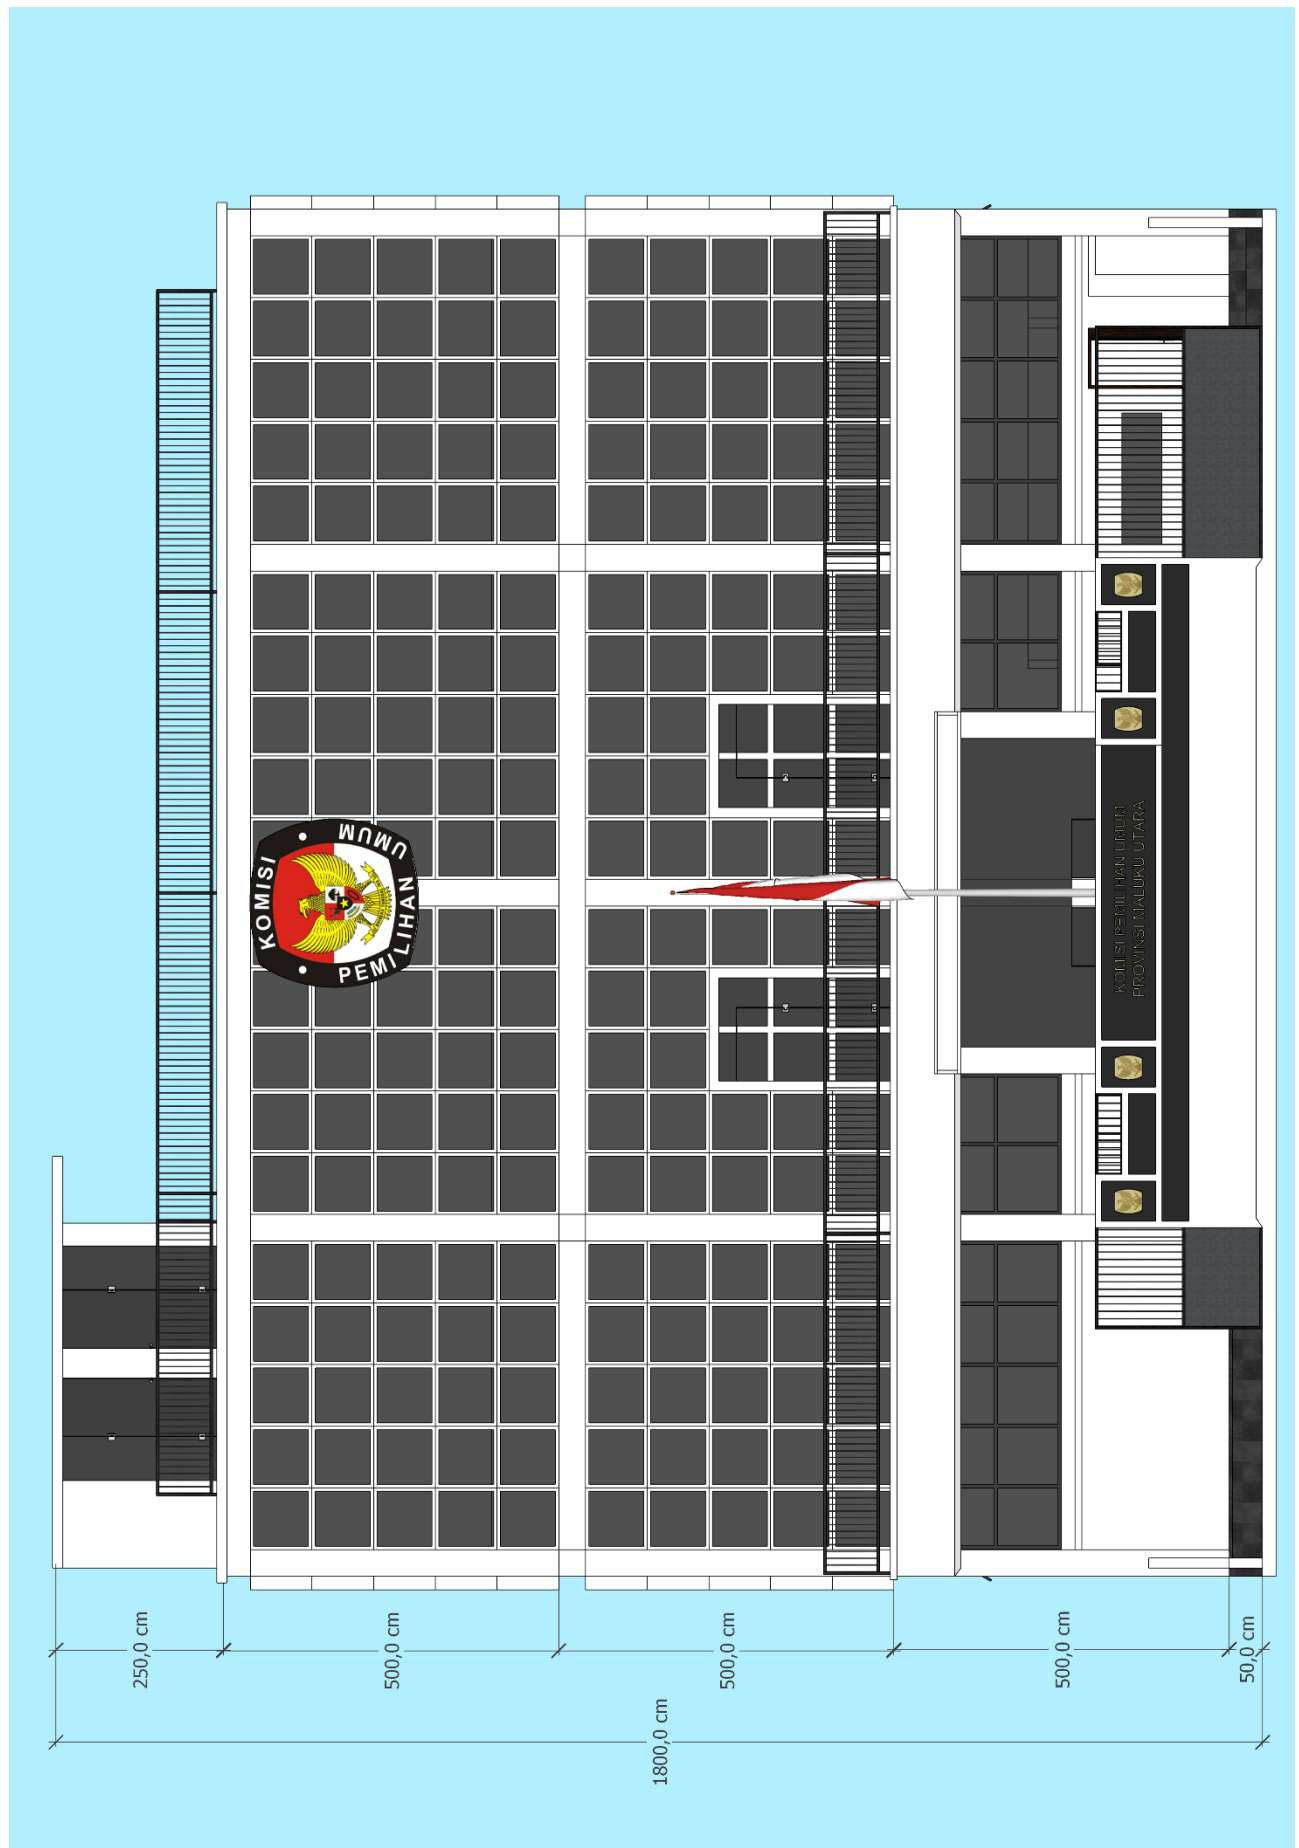 KOMISI
PEMILIHAN
UMUM
KOMISI PEMILIHAN UMUM
PROVINSI MALUKU UTARA
250,0 cm
500,0 cm
500,0 cm
500,0 cm
50,0 cm
1800,0 cm